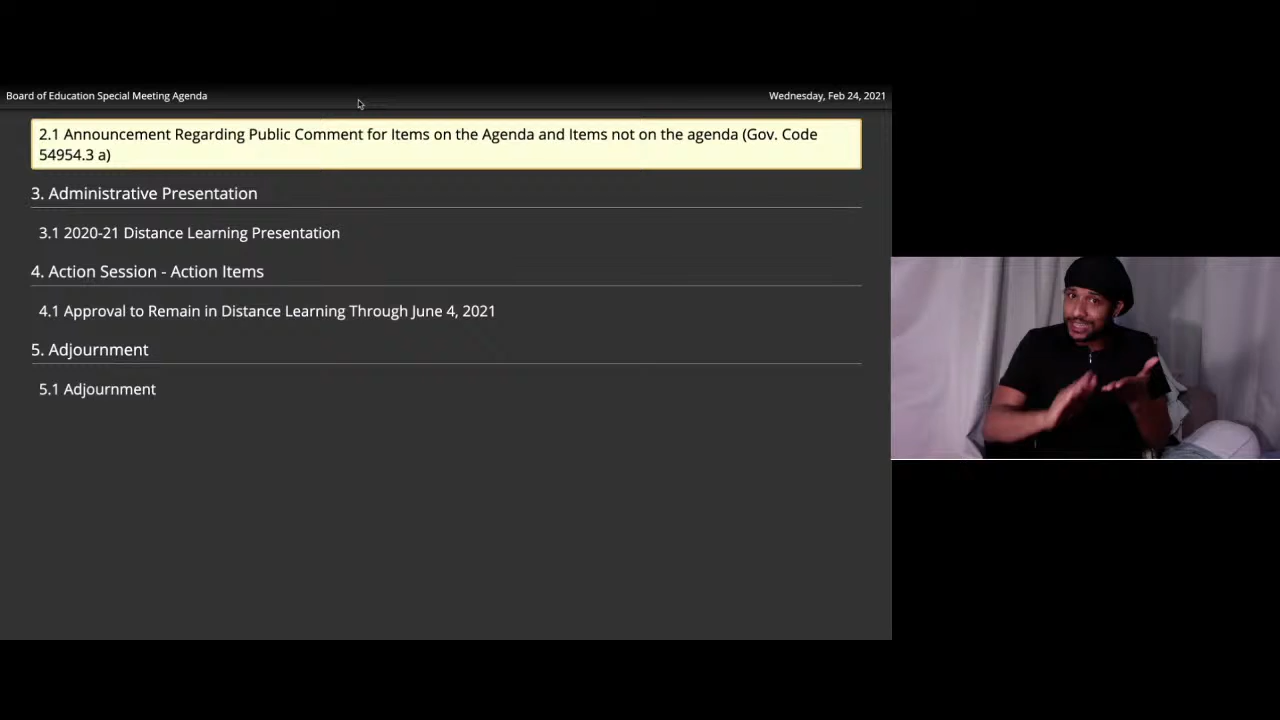 Board of Education Special Meeting Agenda
Wednesday, Feb 24, 2021
2.1 Announcement Regarding Public Comment for Items on the Agenda and Items not on the agenda (Gov. Code
54954.3 a)
3. Administrative Presentation
3.1 2020-21 Distance Learning Presentation
4. Action Session - Action Items
4.1 Approval to Remain in Distance Learning Through June 4, 2021
5. Adjournment
5.1 Adjournment